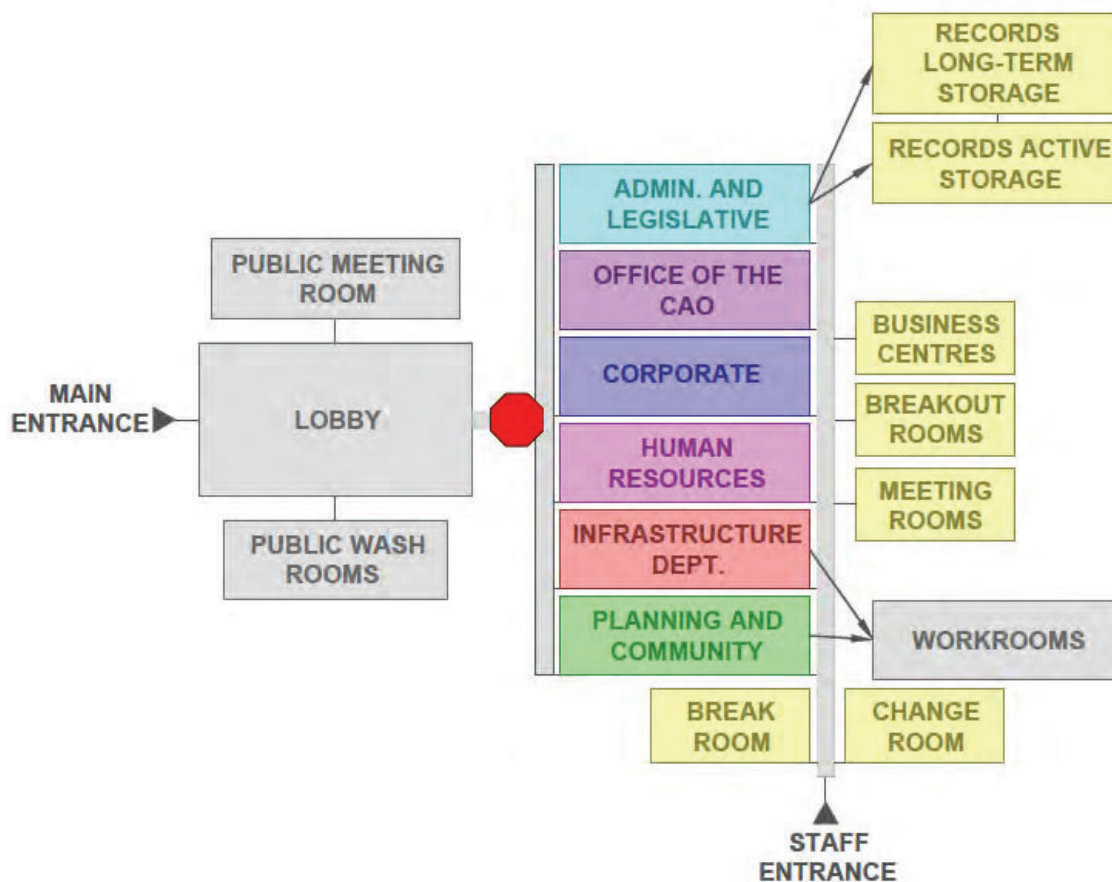 RECORDS
LONG-TERM
STORAGE
RECORDS ACTIVE
STORAGE
ADMIN. AND
LEGISLATIVE
PUBLIC MEETING
ROOM
OFFICE OF THE
CAO
BUSINESS
CENTRES
MAIN
ENTRANCE
LOBBY
CORPORATE
BREAKOUT
ROOMS
HUMAN
RESOURCES
MEETING
ROOMS
PUBLIC WASH
ROOMS
INFRASTRUCTURE
DEPT.
PLANNING AND
COMMUNITY
WORKROOMS
BREAK
ROOM
CHANGE
ROOM
STAFF
ENTRANCE